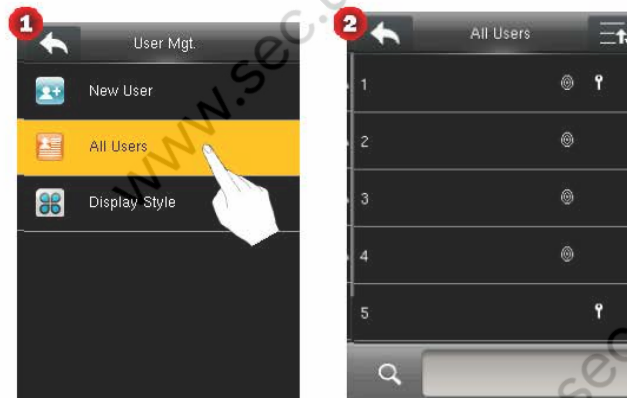 1
User Mgt.
New User
All Users
Display Style
2
All Users
1
2
3
4
5
www.sec.
sec